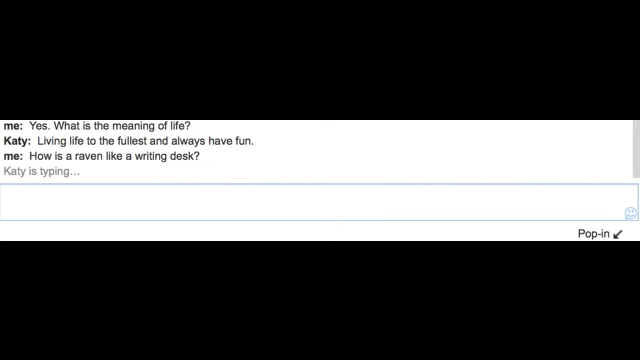 me: Yes. What is the meaning of life?
Katy: Living life to the fullest and always have fun.
me: How is a raven like a writing desk?
Katy is typing…
Pop-in